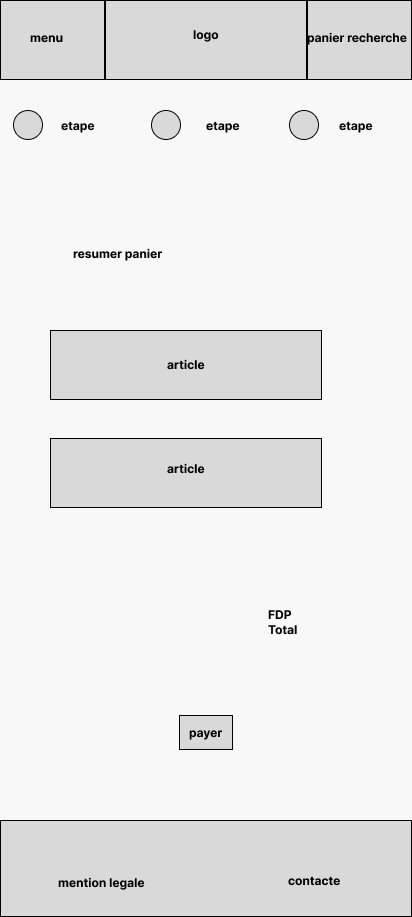 menu
logo
panier recherche
etape
etape
etape
resumer panier
article
article
FDP
Total
payer
mention legale
contacte